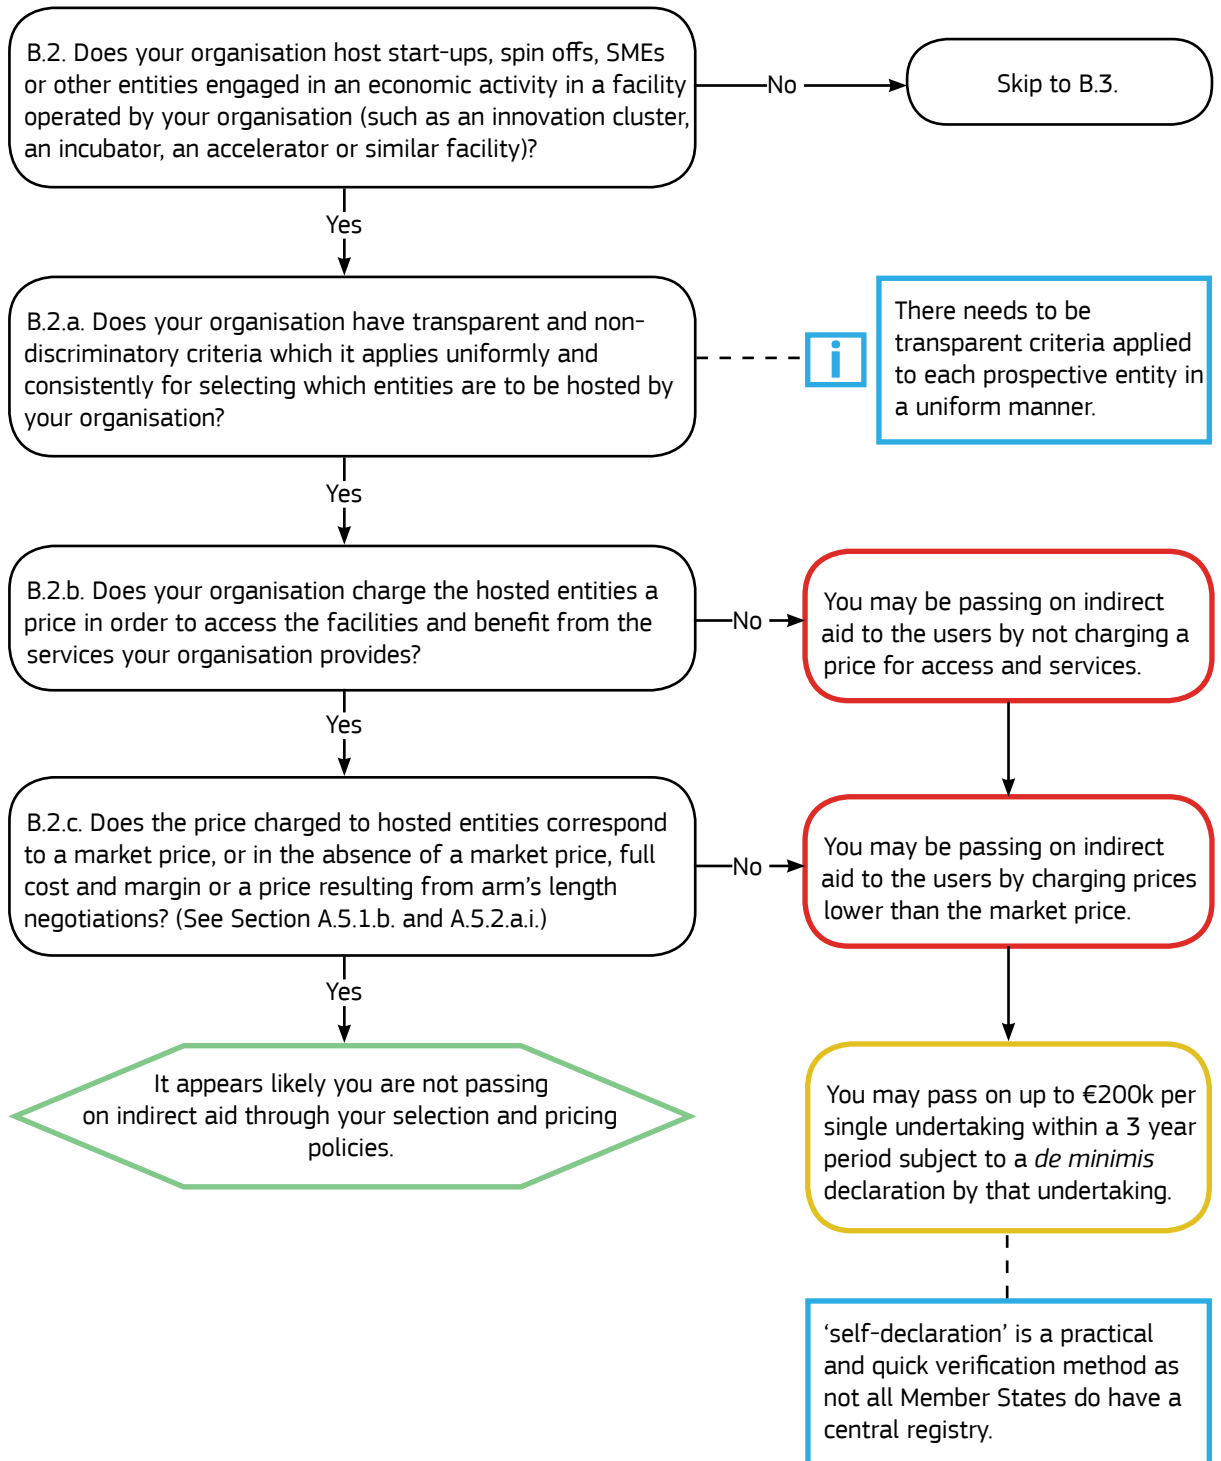 B.2. Does your organisation host start-ups, spin offs, SMEs
or other entities engaged in an economic activity in a facility
operated by your organisation (such as an innovation cluster,
an incubator, an accelerator or similar facility)?
No
Skip to B.3.
Yes
B.2.a. Does your organisation have transparent and non-
discriminatory criteria which it applies uniformly and
consistently for selecting which entities are to be hosted by
your organisation?
i
There needs to be
transparent criteria applied
to each prospective entity in
a uniform manner.
Yes
B.2.b. Does your organisation charge the hosted entities a
price in order to access the facilities and benefit from the
services your organisation provides?
No
You may be passing on indirect
aid to the users by not charging a
price for access and services.
Yes
B.2.c. Does the price charged to hosted entities correspond
to a market price, or in the absence of a market price, full
cost and margin or a price resulting from arm's length
negotiations? (See Section A.5.1.b. and A.5.2.a.i.)
No
You may be passing on indirect
aid to the users by charging prices
lower than the market price.
Yes
It appears likely you are not passing
on indirect aid through your selection and pricing
policies.
You may pass on up to €200k per
single undertaking within a 3 year
period subject to a de minimis
declaration by that undertaking.
‘self-declaration’ is a practical
and quick verification method as
not all Member States do have a
central registry.